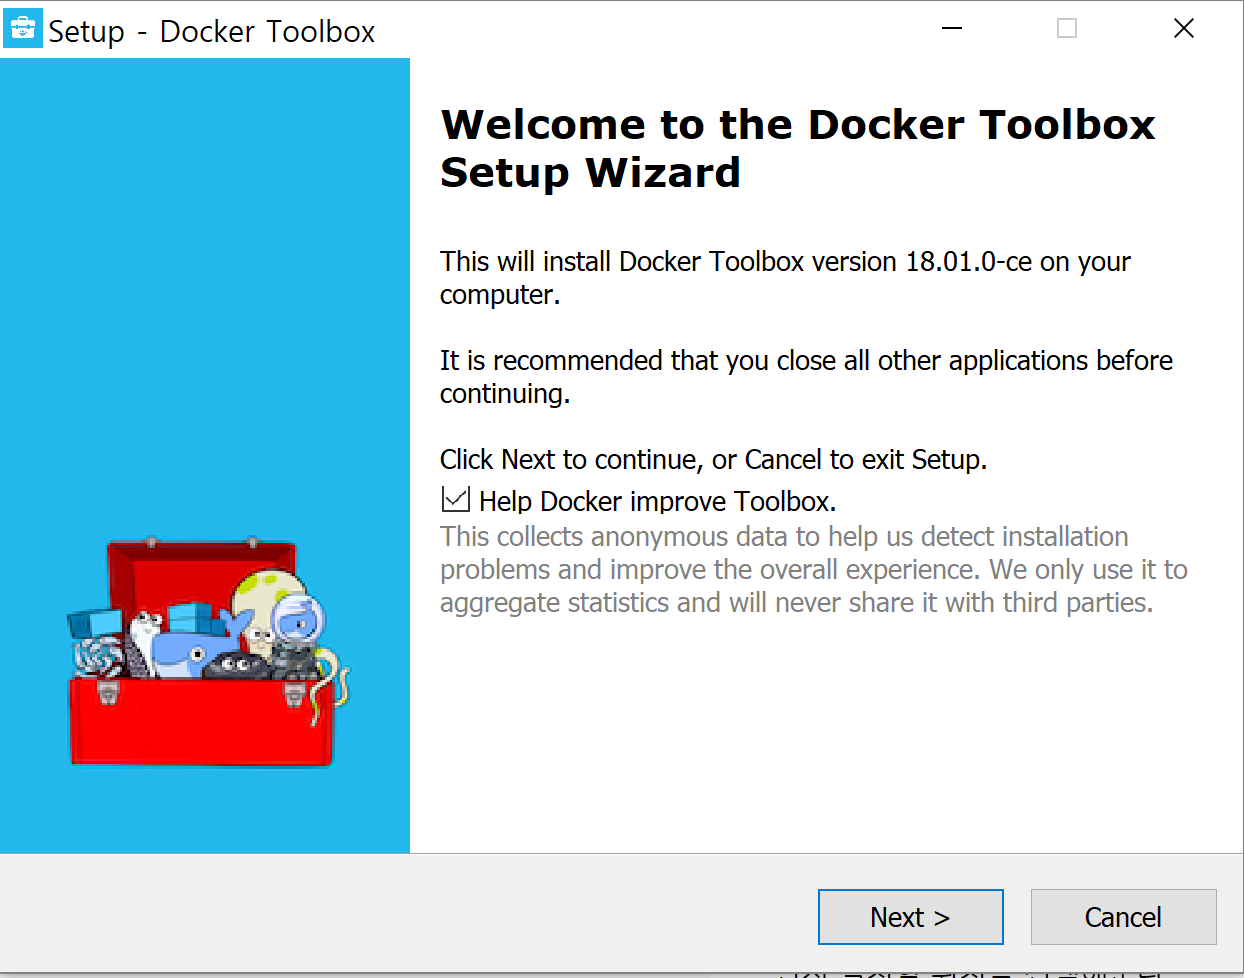 Setup - Docker Toolbox
Welcome to the Docker Toolbox
Setup Wizard
This will install Docker Toolbox version 18.01.0-ce on your
computer.
It is recommended that you close all other applications before
continuing.
Click Next to continue, or Cancel to exit Setup.
Help Docker improve Toolbox.
This collects anonymous data to help us detect installation
problems and improve the overall experience. We only use it to
aggregate statistics and will never share it with third parties.
Next >
Cancel